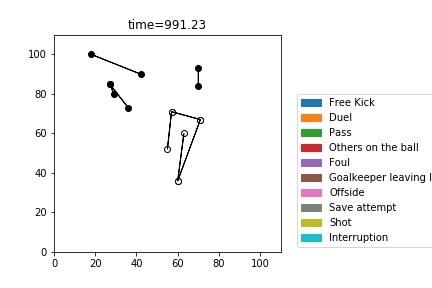 time=991.23
100
80
60
40
20
0
0 20 40 60 80 100
Free Kick
Duel
Pass
Others on the ball
Foul
Goalkeeper leaving l
Offside
Save attempt
Shot
Interruption